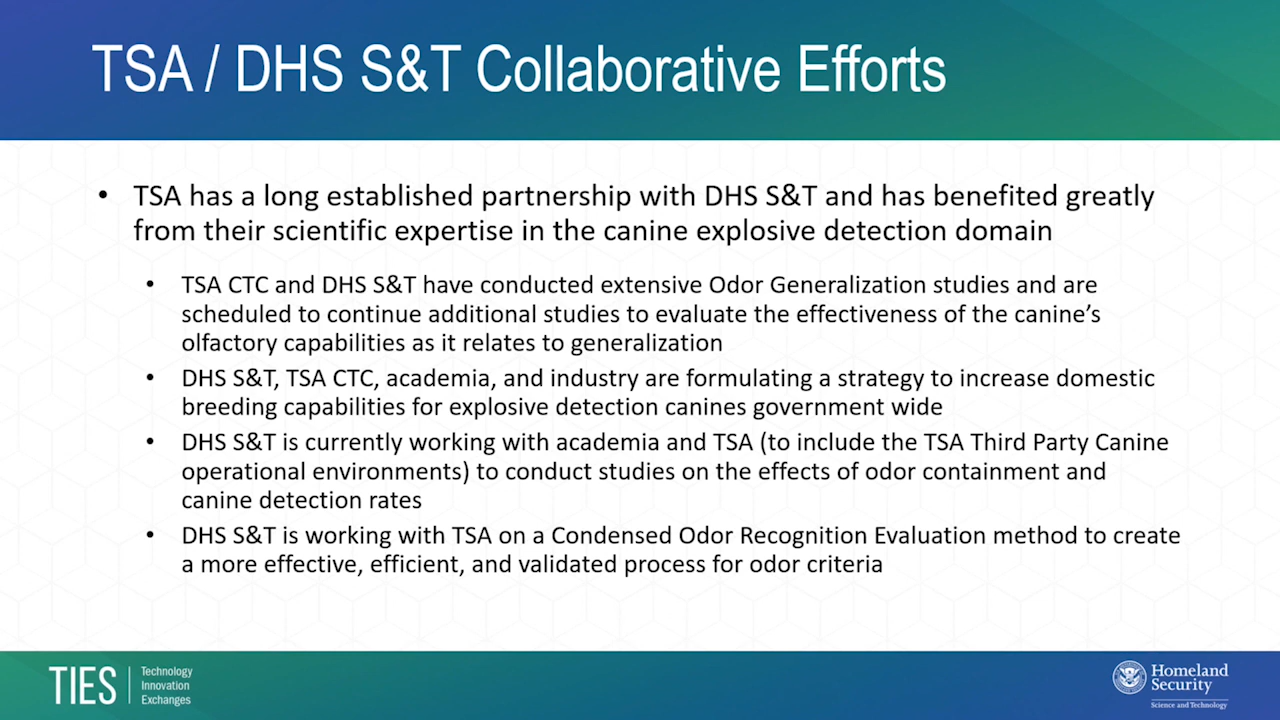 TSA / DHS S&T Collaborative Efforts
• TSA has a long established partnership with DHS S&T and has benefited greatly
from their scientific expertise in the canine explosive detection domain
• TSA CTC and DHS S&T have conducted extensive Odor Generalization studies and are
scheduled to continue additional studies to evaluate the effectiveness of the canine’s
olfactory capabilities as it relates to generalization
• DHS S&T, TSA CTC, academia, and industry are formulating a strategy to increase domestic
breeding capabilities for explosive detection canines government wide
• DHS S&T is currently working with academia and TSA (to include the TSA Third Party Canine
operational environments) to conduct studies on the effects of odor containment and
canine detection rates
• DHS S&T is working with TSA on a Condensed Odor Recognition Evaluation method to create
a more effective, efficient, and validated process for odor criteria
TIES
Technology
Innovation
Exchanges
Homeland
Security
Science and Technology